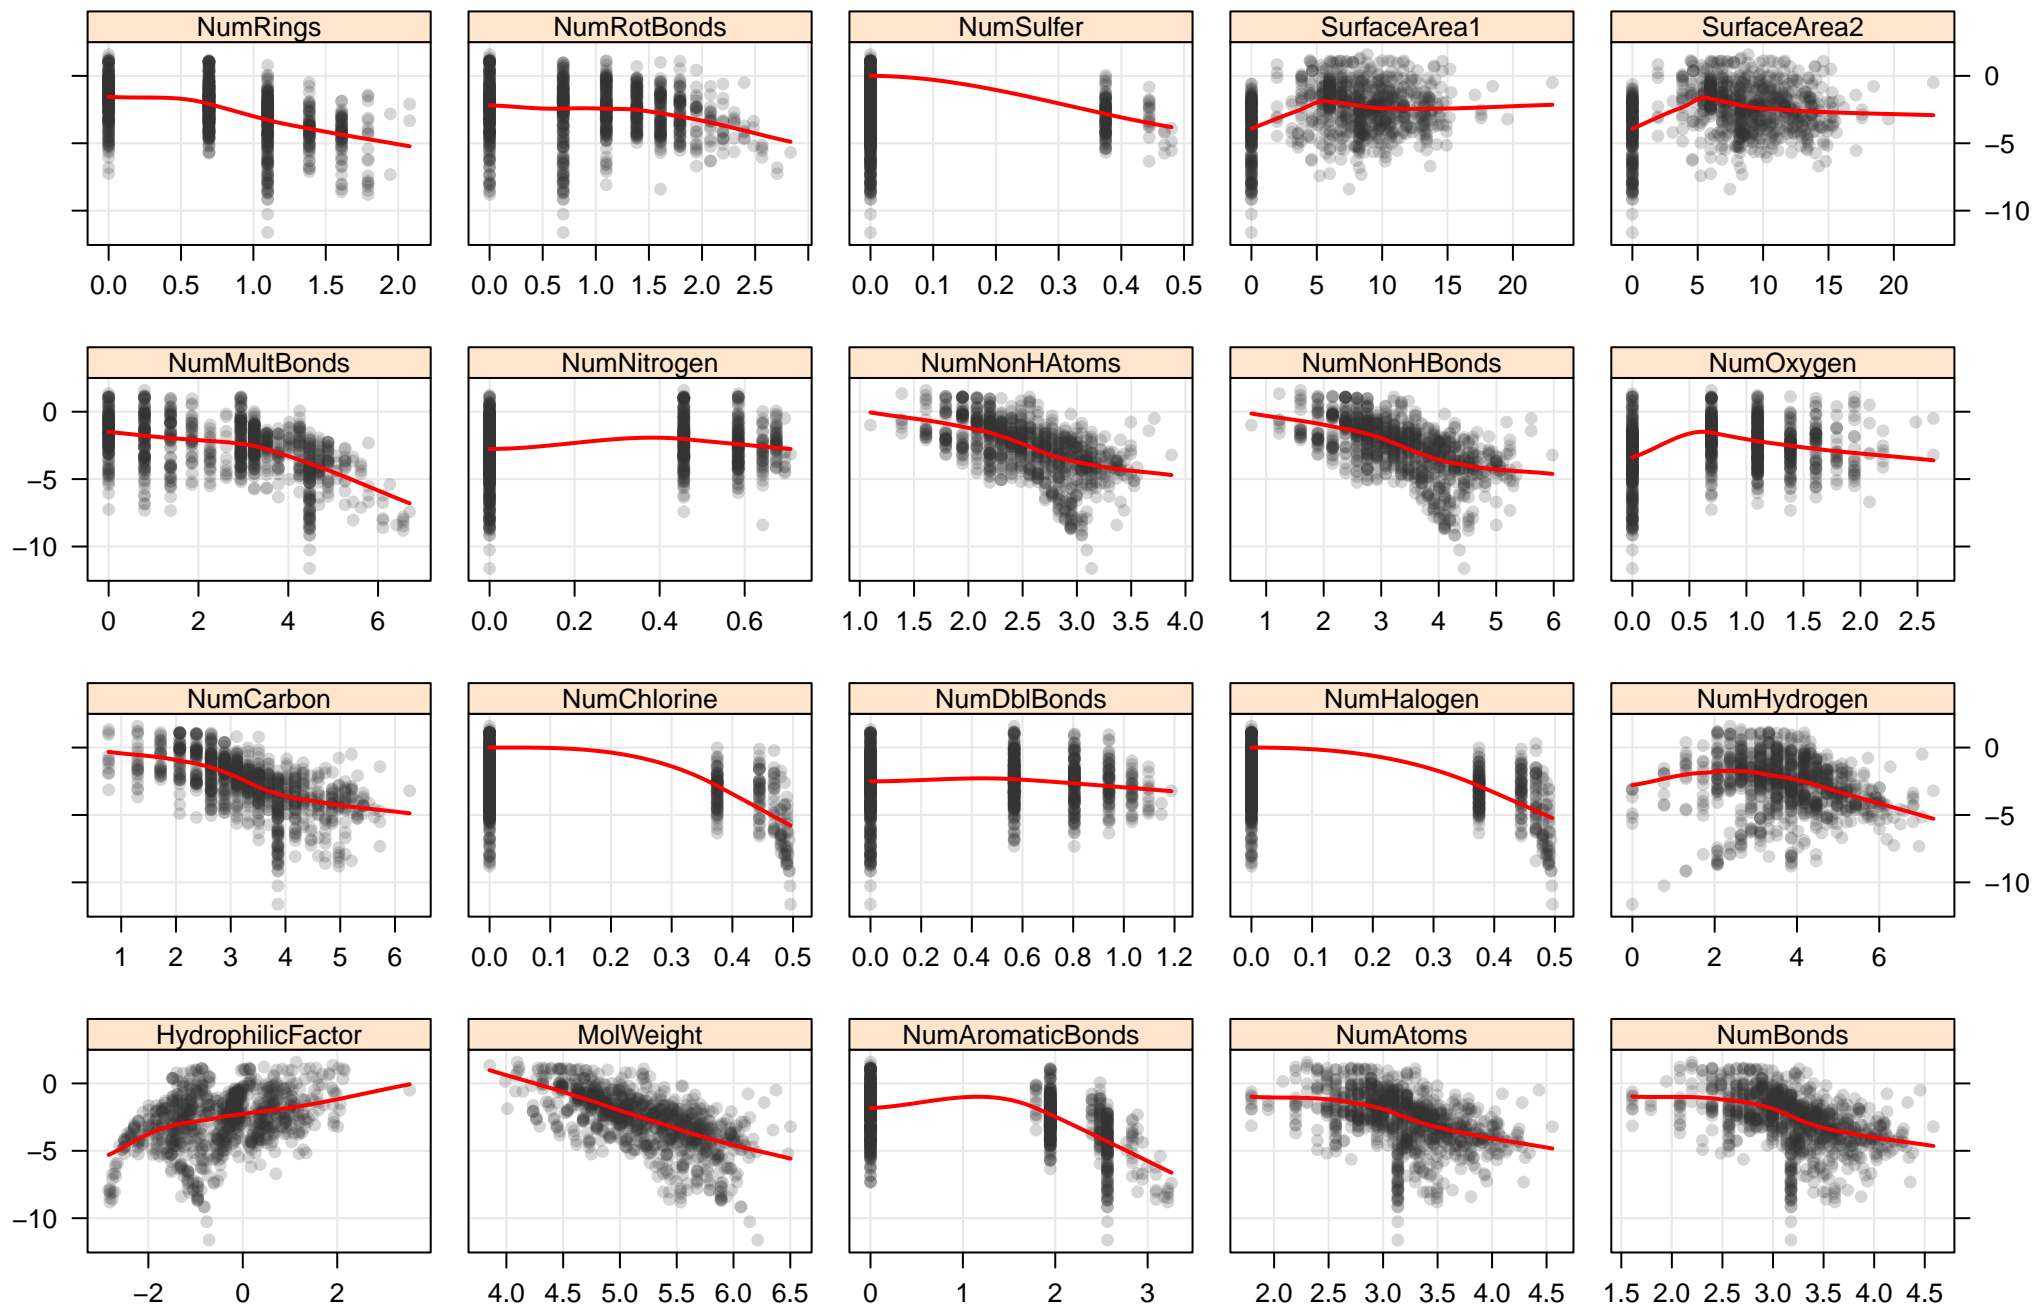 NumRings NumRotBonds NumSulfer SurfaceArea1 SurfaceArea2
0
−5
−10
0.0 0.5 1.0 1.5 2.0 0.0 0.5 1.0 1.5 2.0 2.5 0.0 0.1 0.2 0.3 0.4 0.5 0 5 10 15 20 0 5 10 15 20
NumMultBonds NumNitrogen NumNonHAtoms NumNonHBonds NumOxygen
0
−5
−10
0 2 4 6 0.0 0.2 0.4 0.6 1.0 1.5 2.0 2.5 3.0 3.5 4.0 1 2 3 4 5 6 0.0 0.5 1.0 1.5 2.0 2.5
NumCarbon NumChlorine NumDblBonds NumHalogen NumHydrogen
0
−5
−10
1 2 3 4 5 6 0.0 0.1 0.2 0.3 0.4 0.5 0.0 0.2 0.4 0.6 0.8 1.0 1.2 0.0 0.1 0.2 0.3 0.4 0.5 0 2 4 6
HydrophilicFactor MolWeight NumAromaticBonds NumAtoms NumBonds
0
−5
−10
−2 0 2 4.0 4.5 5.0 5.5 6.0 6.5 0 1 2 3 2.0 2.5 3.0 3.5 4.0 4.5 1.5 2.0 2.5 3.0 3.5 4.0 4.5